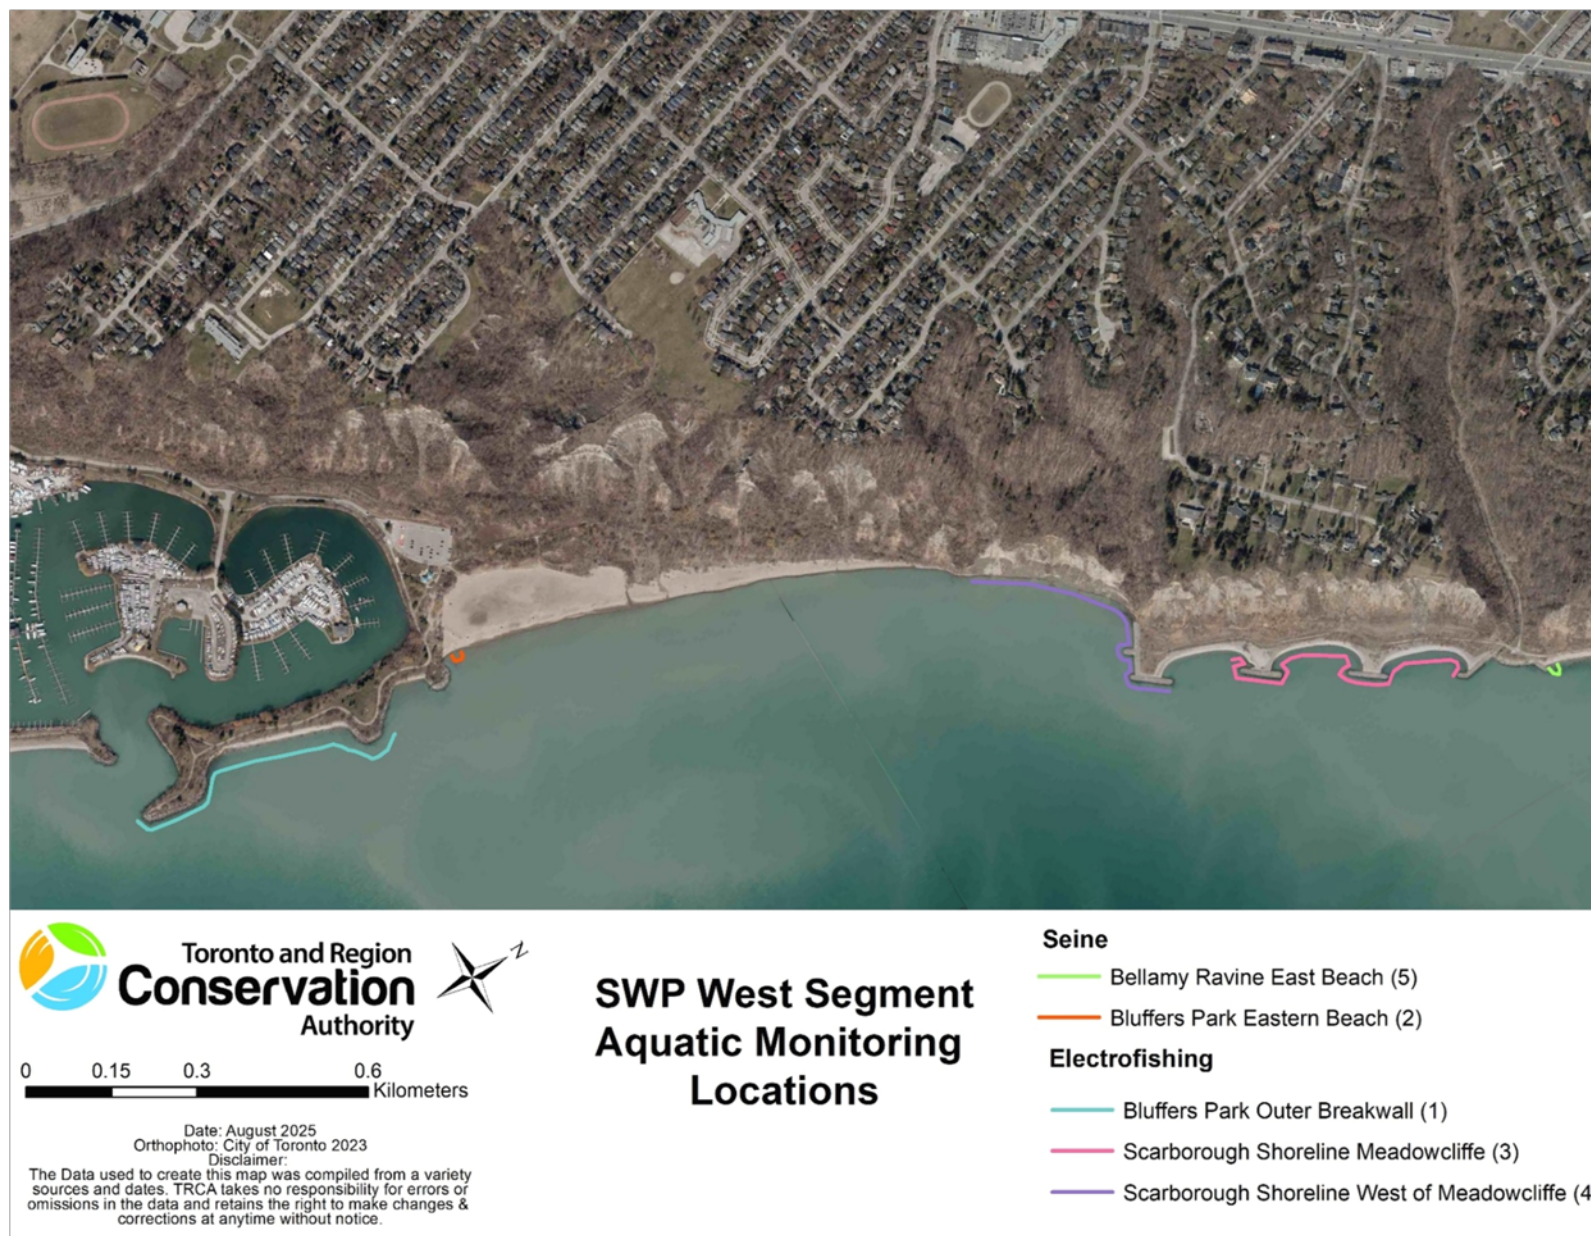 Toronto and Region
Conservation
Authority
N
0 0.15 0.3 0.6
Kilometers
Date: August 2025
Orthophoto: City of Toronto 2023
Disclaimer:
The Data used to create this map was compiled from a variety
sources and dates. TRCA takes no responsibility for errors or
omissions in the data and retains the right to make changes &
corrections at anytime without notice.
SWP West Segment
Aquatic Monitoring
Locations
Seine
Bellamy Ravine East Beach (5)
Bluffers Park Eastern Beach (2)
Electrofishing
Bluffers Park Outer Breakwall (1)
Scarborough Shoreline Meadowcliffe (3)
Scarborough Shoreline West of Meadowcliffe (4